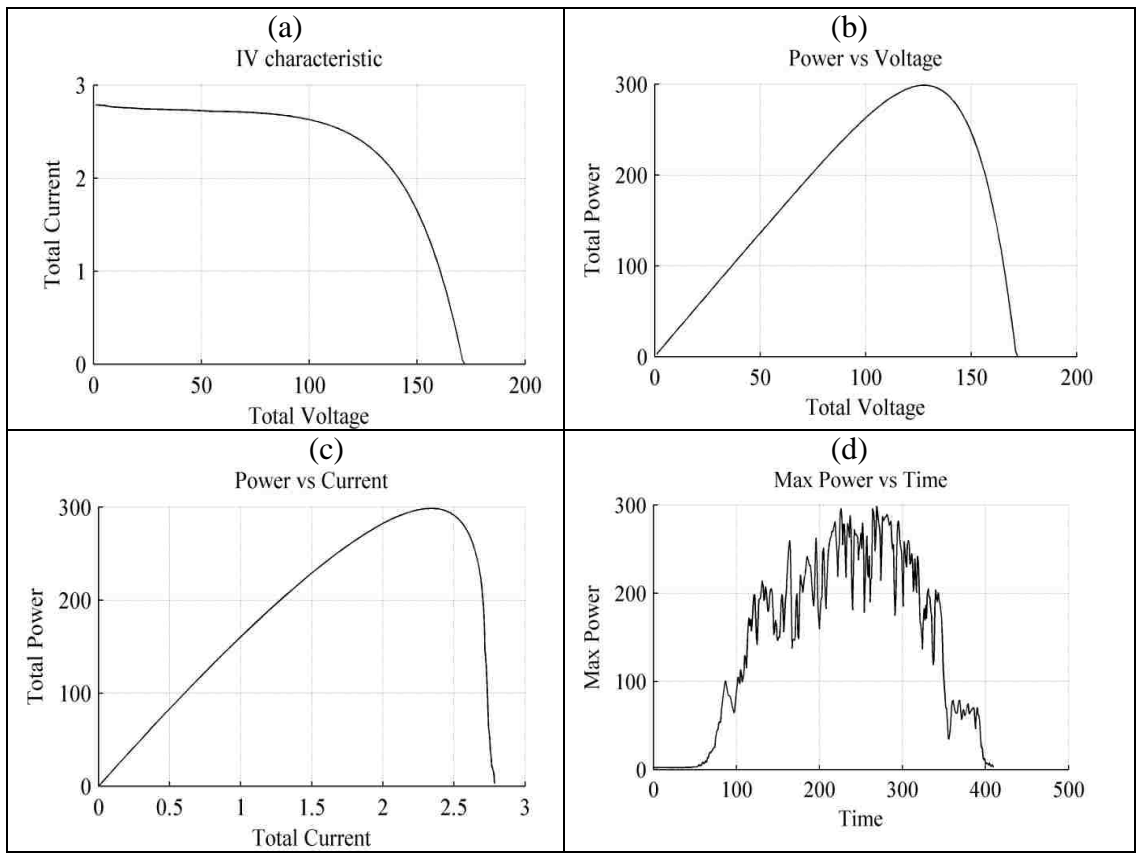 (a)
IV characteristic
3
2
1
0
Total Current
0 50 100 150 200
Total Voltage
(b)
Power vs Voltage
300
200
100
0
Total Power
0 50 100 150 200
Total Voltage
(c)
Power vs Current
300
200
100
0
Total Power
0 0.5 1 1.5 2 2.5 3
Total Current
(d)
Max Power vs Time
300
200
100
0
Max Power
0 100 200 300 400 500
Time